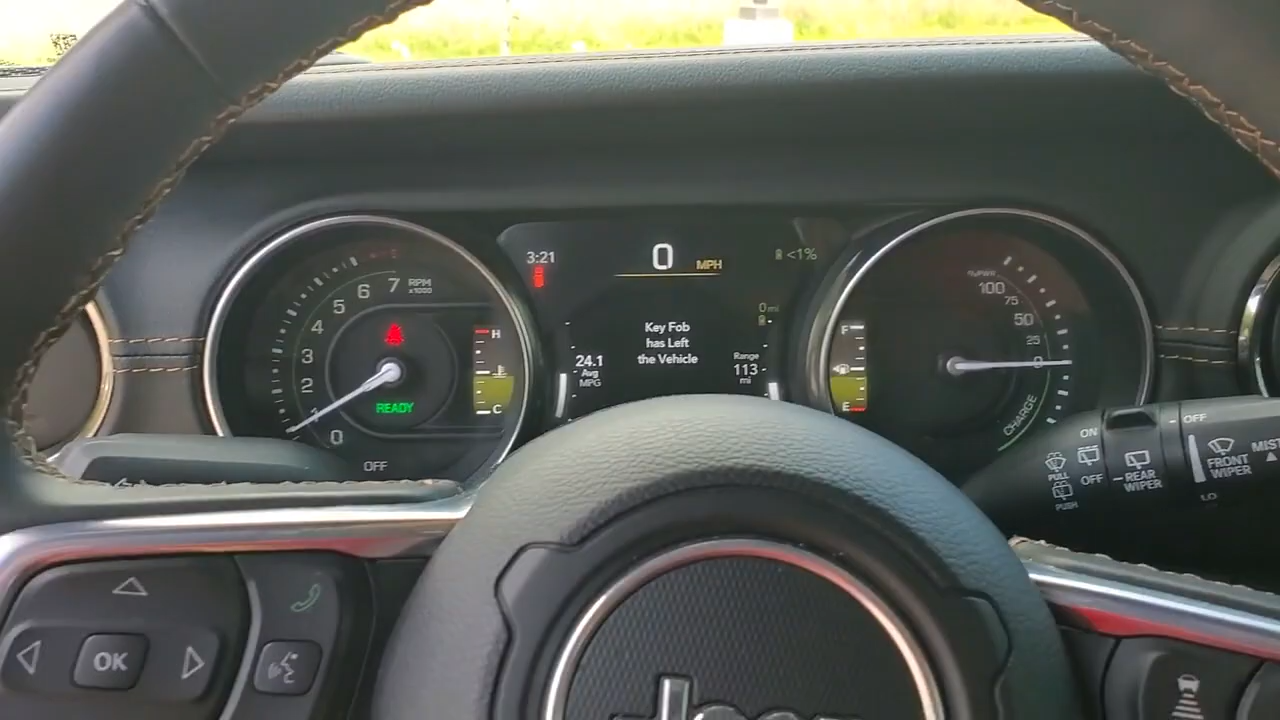 3:21
0 MPH
<1%
7 RPM
x1000
6
5
4
3
2
1
0
H
C
READY
OFF
Key Fob
has Left
the Vehicle
24.1
Avg
MPG
0 mi
Range
113
mi
F
E
%PWR
100
75
50
25
0
CHARGE
ON
OFF
PULL
PUSH
REAR
WIPER
OFF
FRONT
WIPER
MIST
LO
OK